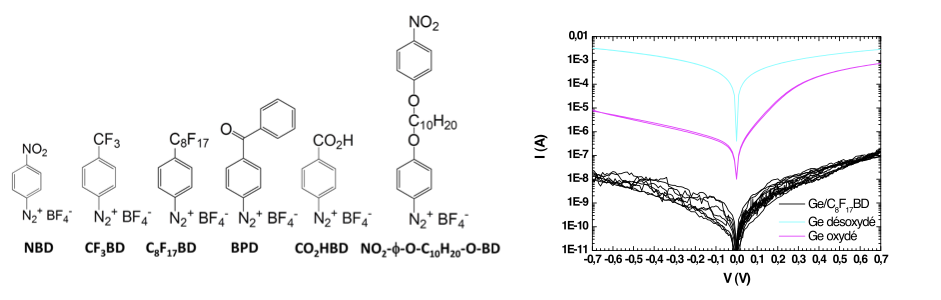 NO₂
N₂⁺ BF₄⁻
NBD
CF₃
N₂⁺ BF₄⁻
CF₃BD
C₈F₁₇
N₂⁺ BF₄⁻
C₈F₁₇BD
O
N₂⁺ BF₄⁻
BPD
CO₂H
N₂⁺ BF₄⁻
CO₂HBD
NO₂
O
C₁₀H₂₀
O
N₂⁺ BF₄⁻
NO₂-ϕ-O-C₁₀H₂₀-O-BD
I (A)
0,01
1E-3
1E-4
1E-5
1E-6
1E-7
1E-8
1E-9
1E-10
1E-11
Ge/C₈F₁₇BD
Ge désoxydé
Ge oxydé
-0,7 -0,6 -0,5 -0,4 -0,3 -0,2 -0,1 0,0 0,1 0,2 0,3 0,4 0,5 0,6 0,7
V (V)